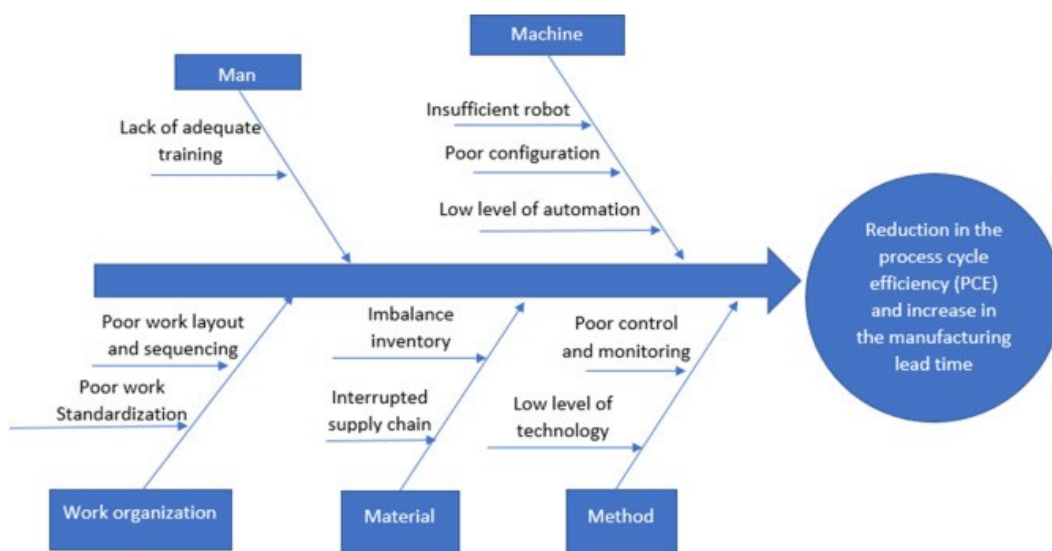 Machine
Man
Insufficient robot
Lack of adequate
training
Poor configuration
Low level of automation
Reduction in the
process cycle
efficiency (PCE)
and increase in
the manufacturing
lead time
Poor work layout
and sequencing
Poor work
Standardization
Imbalance
inventory
Interrupted
supply chain
Poor control
and monitoring
Low level of
technology
Work organization
Material
Method